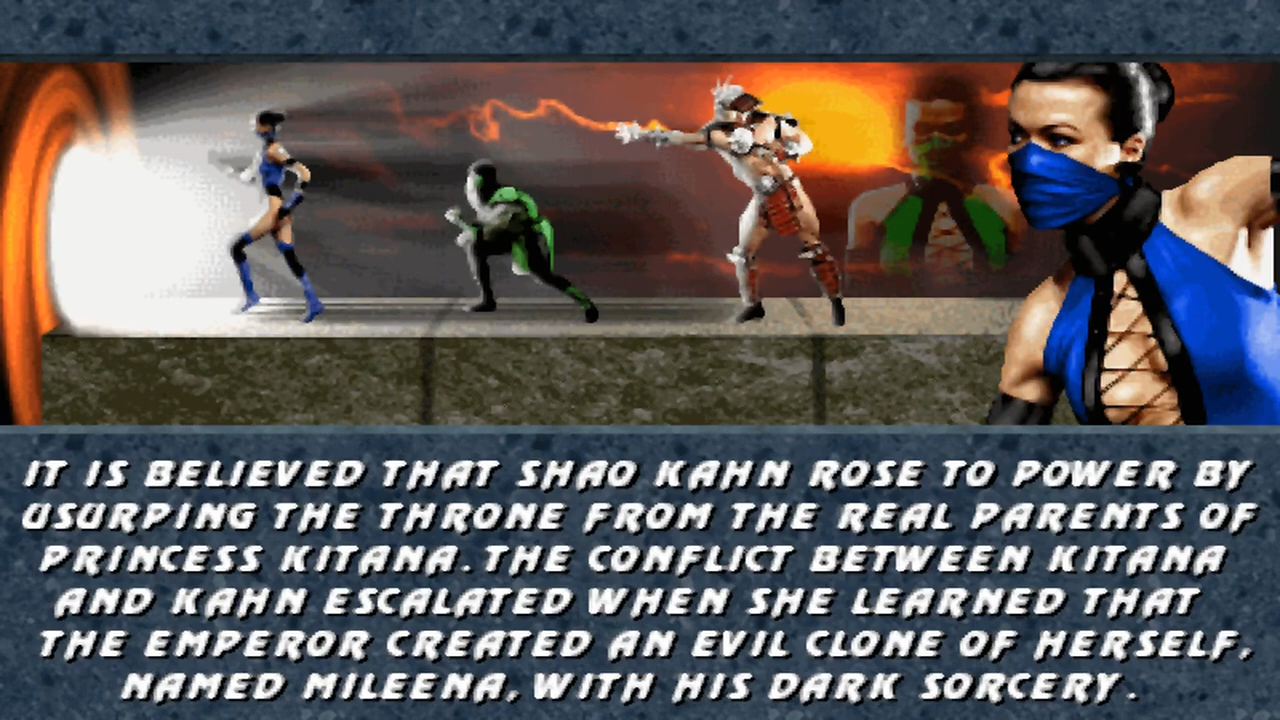 IT IS BELIEVED THAT SHAO KAHN ROSE TO POWER BY
USURPING THE THRONE FROM THE REAL PARENTS OF
PRINCESS KITANA. THE CONFLICT BETWEEN KITANA
AND KAHN ESCALATED WHEN SHE LEARNED THAT
THE EMPEROR CREATED AN EVIL CLONE OF HERSELF,
NAMED MILEENA, WITH HIS DARK SORCERY.